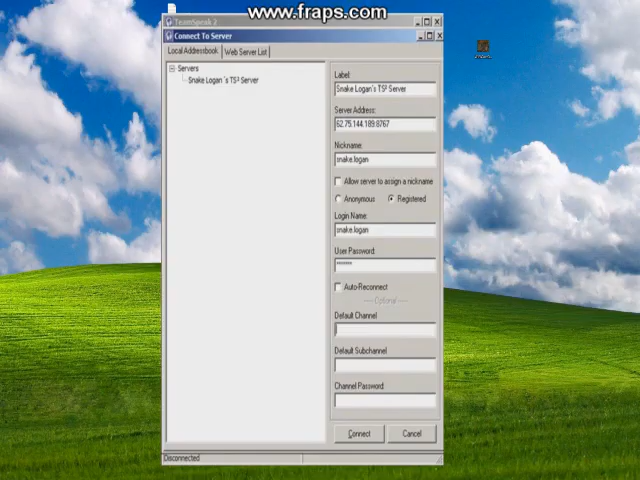 www.fraps.com
TeamSpeak 2
Connect To Server
Local Addressbook
Web Server List
Servers
Snake Logan´s TS² Server
Label:
Snake Logan's TS² Server
Server Address:
62.75.144.189:8767
Nickname:
snake.logan
Allow server to assign a nickname
Anonymous
Registered
Login Name:
snake.logan
User Password:
*******
Auto-Reconnect
----Optional----
Default Channel
Default Subchannel
Channel Password
Connect
Cancel
Disconnected